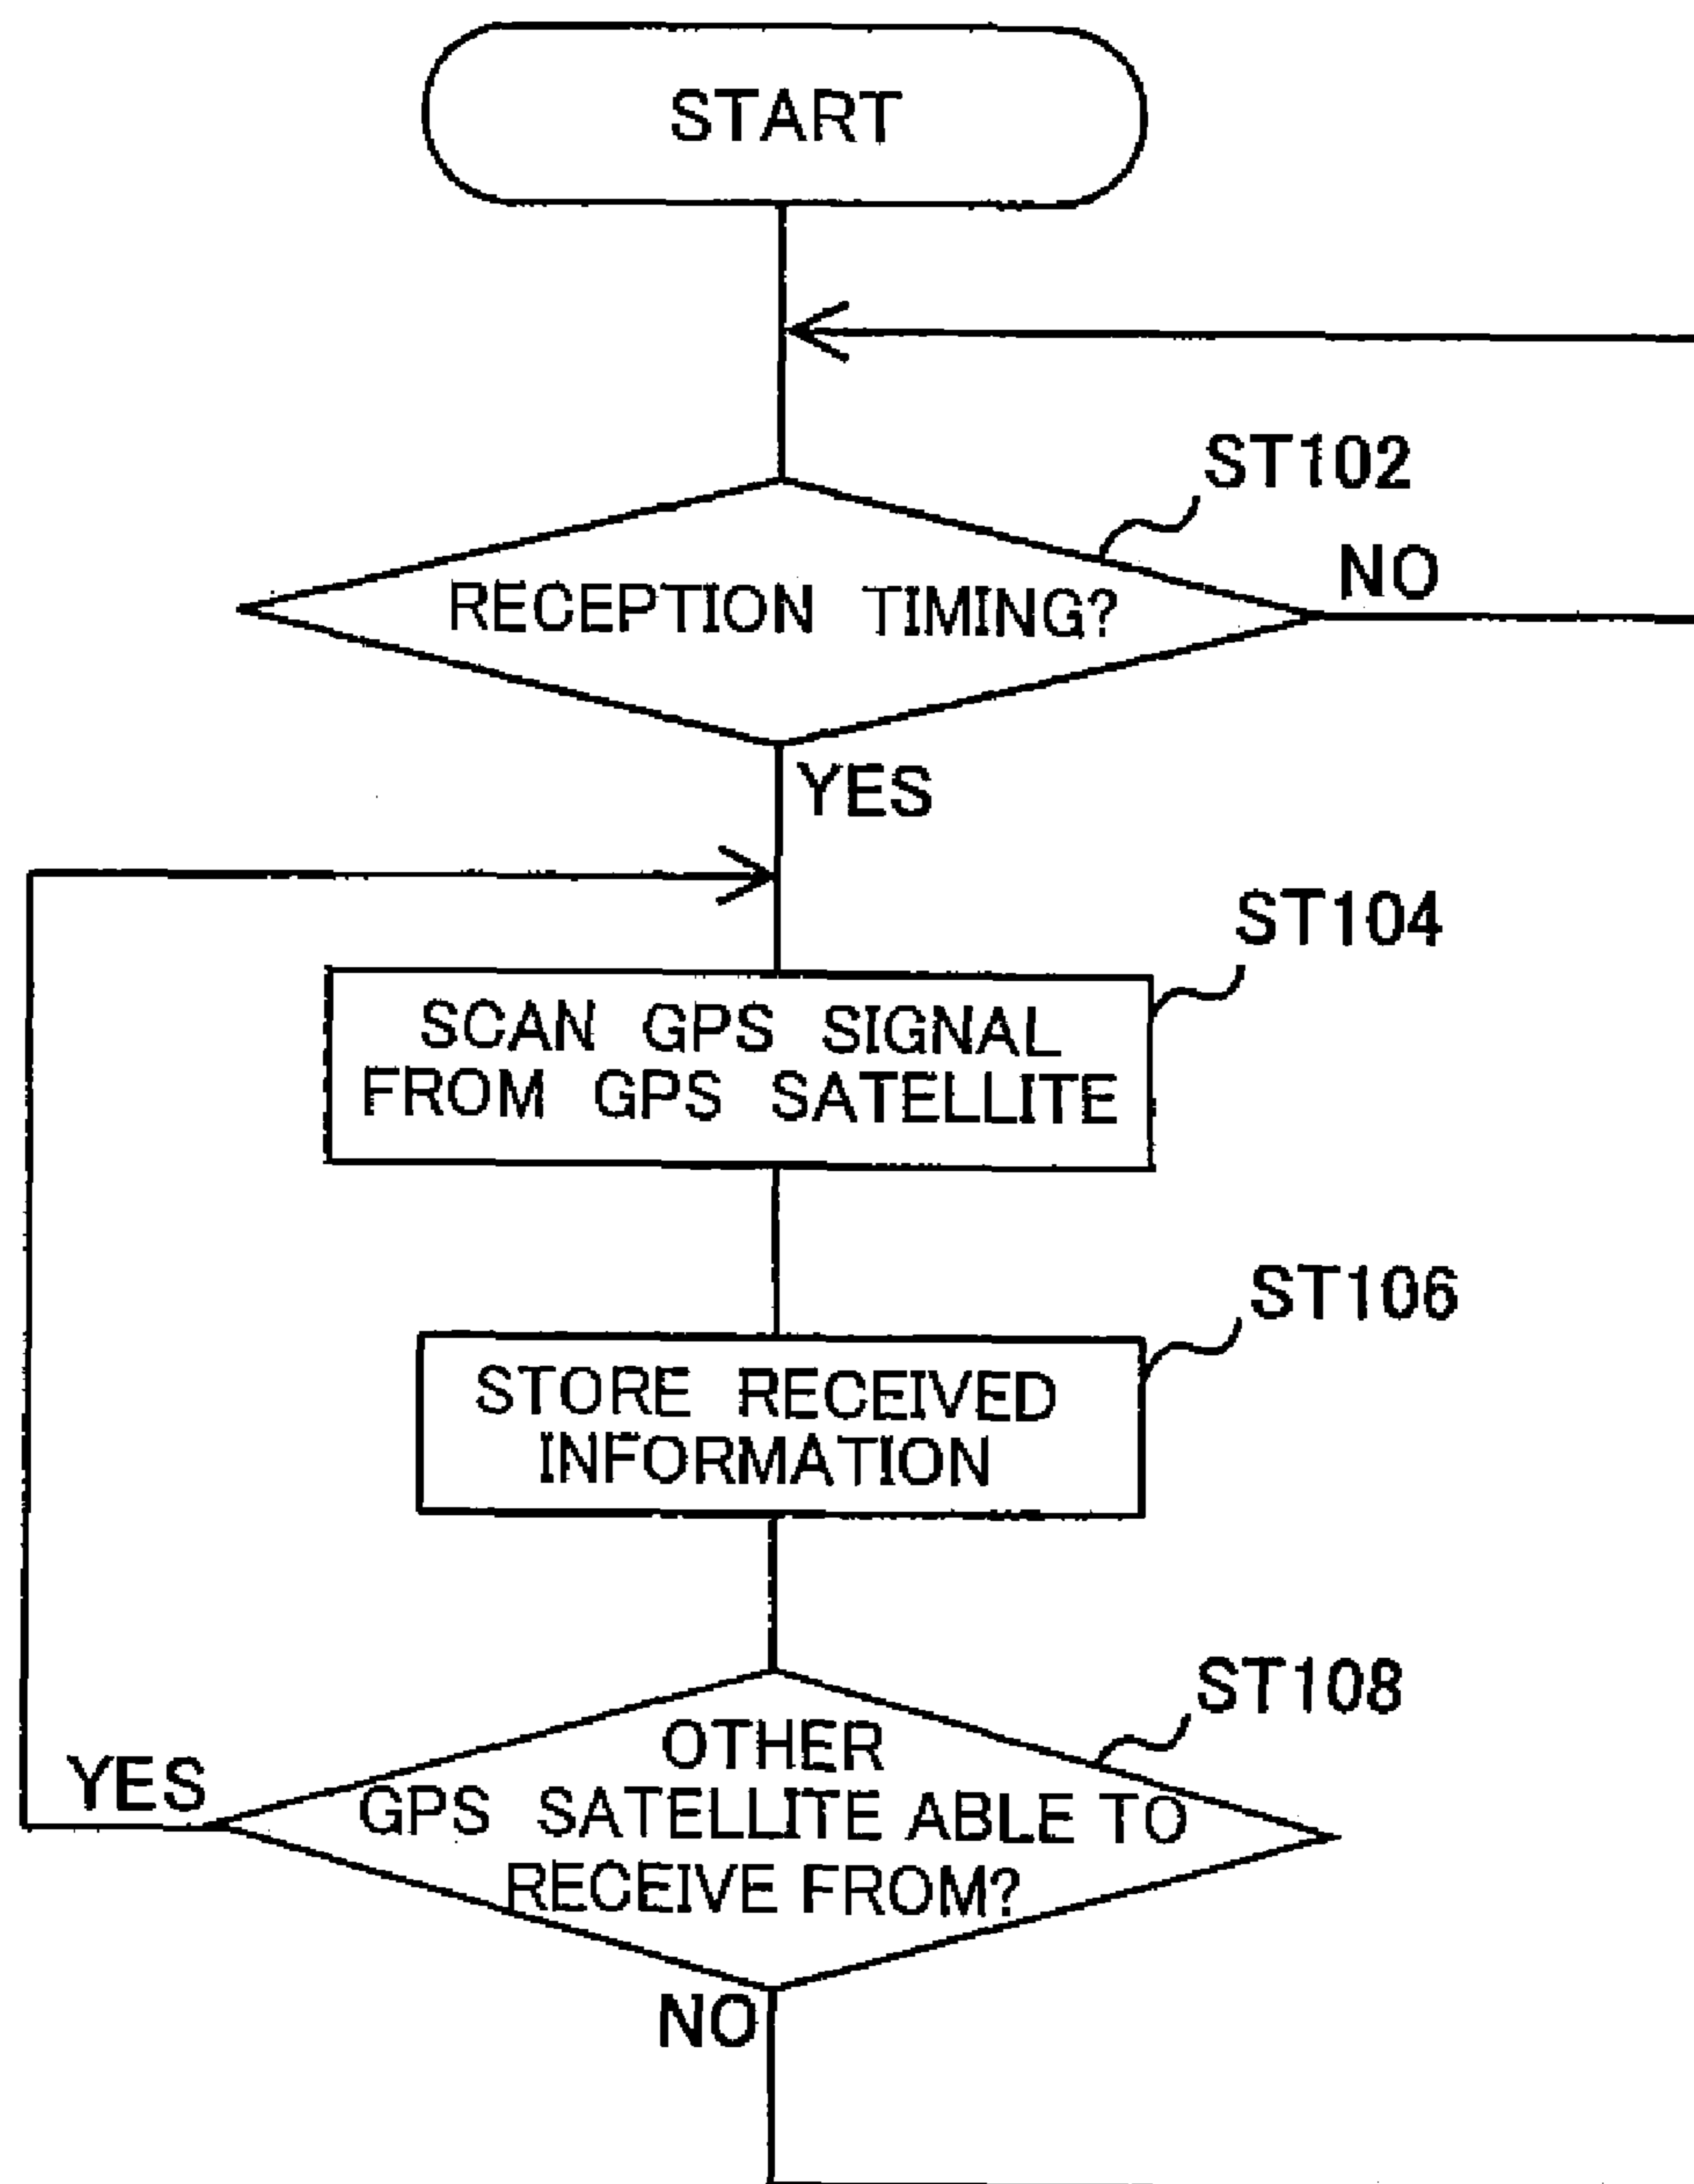 START
ST102
RECEPTION TIMING?
NO
YES
ST104
SCAN GPS SIGNAL
FROM GPS SATELLITE
ST106
STORE RECEIVED
INFORMATION
ST108
OTHER
YES
GPS SATELLITE ABLE TO
RECEIVE FROM?
NO